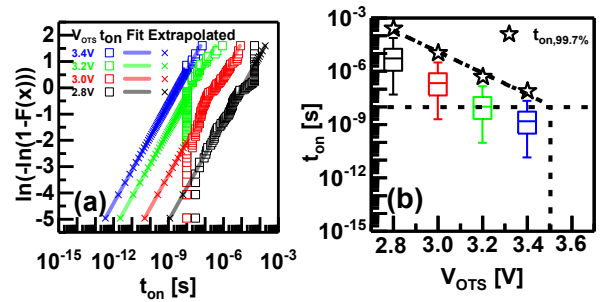 V_OTS t_on Fit Extrapolated
3.4V
3.2V
3.0V
2.8V
ln(-ln(1-F(x)))
2
1
0
-1
-2
-3
-4
-5
(a)
10^-15 10^-12 10^-9 10^-6 10^-3
t_on [s]
t_on,99.7%
t_on [s]
10^-3
10^-6
10^-9
10^-12
10^-15
(b)
2.8 3.0 3.2 3.4 3.6
V_OTS [V]